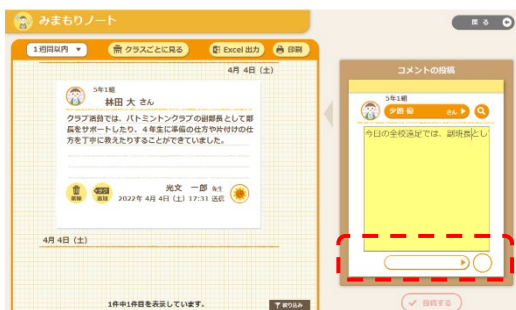 みまもりノート
戻る
1週間以内 ▼
クラスごとに見る
Excel 出力
印刷
4月 4日 (土)
5年1組
林田 大 さん
クラブ活動では、バトミントンクラブの副部長として部
長をサポートしたり、4年生に準備の仕方や片付けの仕
方を丁寧に教えたりすることができていました。
削除
追加
光文 一郎 先生
2022年 4月 4日 (土) 17:31 送信
4月 4日 (土)
1件中1件目を表示しています。
絞り込み
コメントの投稿
5年1組
さん
今日の全校遠足では、副班長とし
投稿する